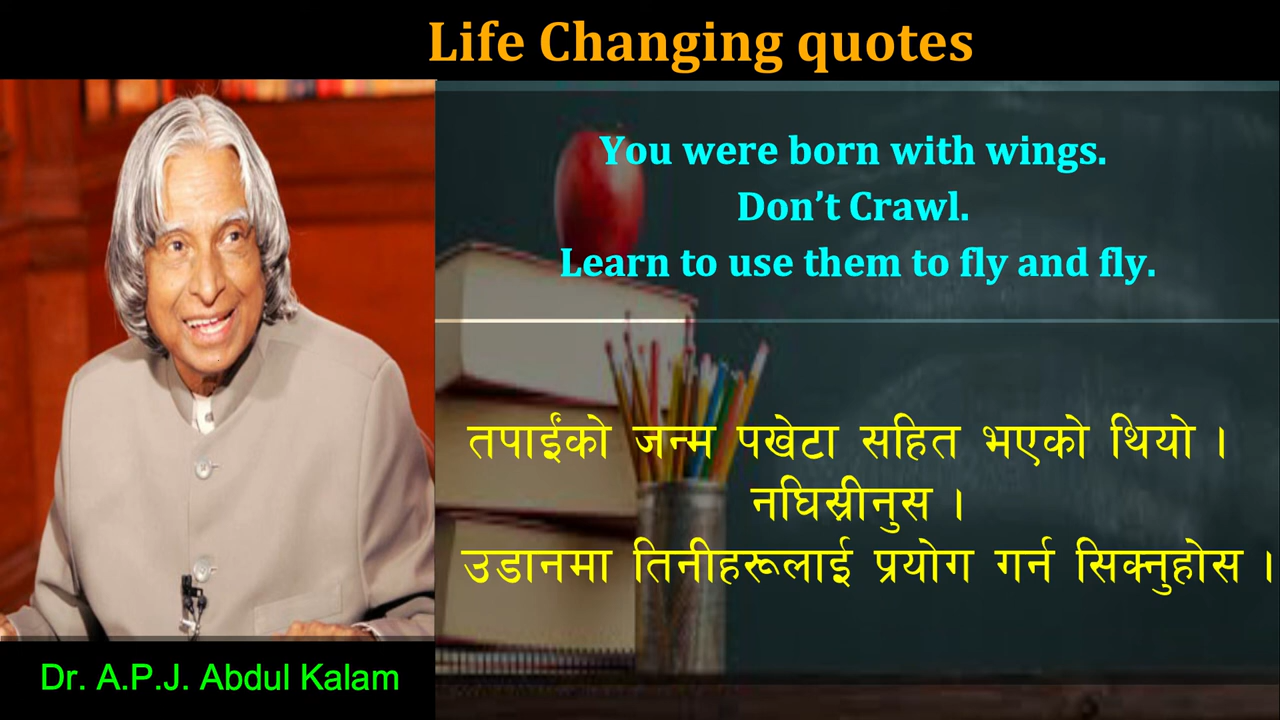 Life Changing quotes
You were born with wings.
Don’t Crawl.
Learn to use them to fly and fly.
तपाईंको जन्म पखेटा सहित भएको थियो ।
नघिस्रीनुस ।
उडानमा तिनीहरूलाई प्रयोग गर्न सिक्नुहोस ।
Dr. A.P.J. Abdul Kalam